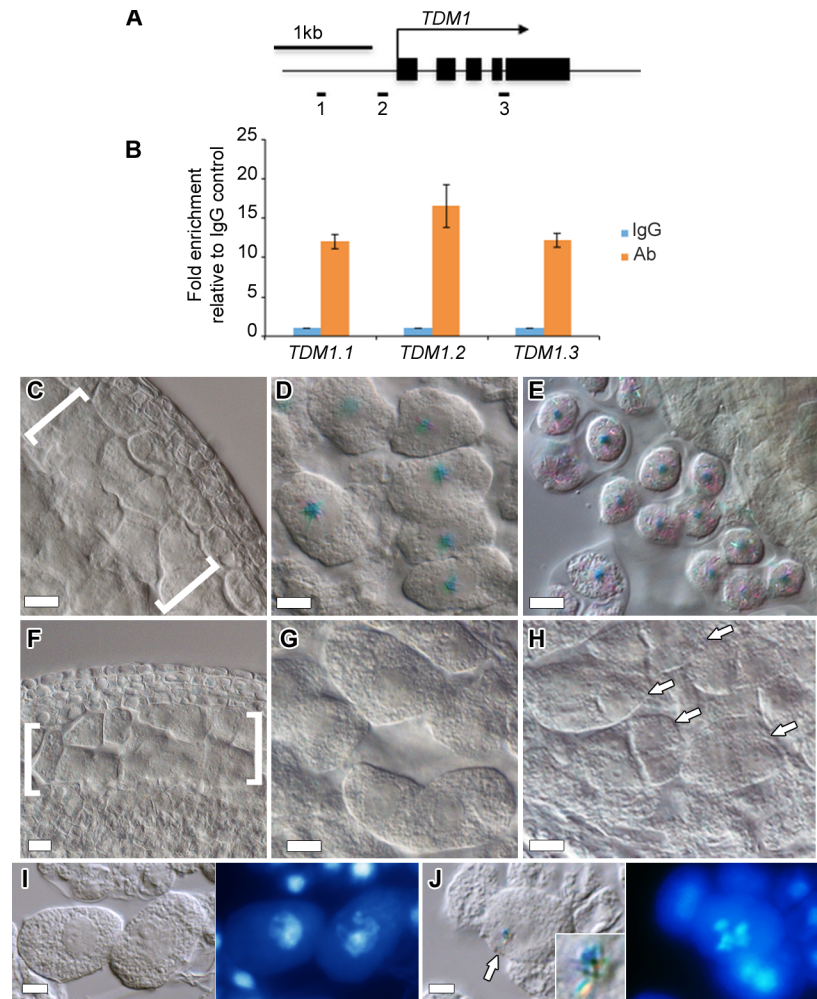 A
TDM1
1kb
1
2
3
B
Fold enrichment
relative to IgG control
25
20
15
10
5
0
IgG
Ab
TDM1.1
TDM1.2
TDM1.3
C
D
E
F
G
H
I
J